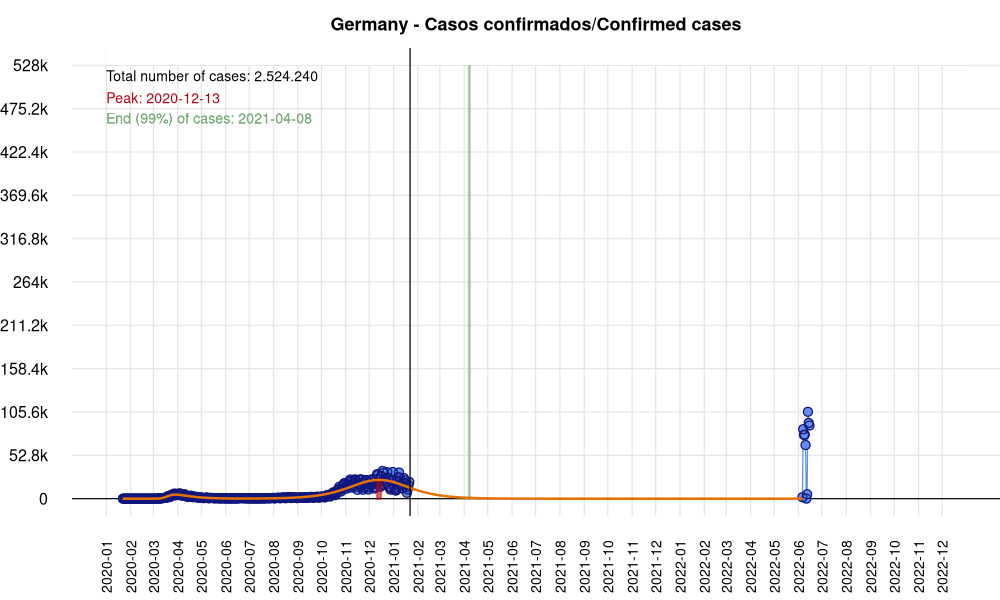 Germany - Casos confirmados/Confirmed cases
Total number of cases: 2.524.240
Peak: 2020-12-13
End (99%) of cases: 2021-04-08
528k
475.2k
422.4k
369.6k
316.8k
264k
211.2k
158.4k
105.6k
52.8k
0
2020-01
2020-02
2020-03
2020-04
2020-05
2020-06
2020-07
2020-08
2020-09
2020-10
2020-11
2020-12
2021-01
2021-02
2021-03
2021-04
2021-05
2021-06
2021-07
2021-08
2021-09
2021-10
2021-11
2021-12
2022-01
2022-02
2022-03
2022-04
2022-05
2022-06
2022-07
2022-08
2022-09
2022-10
2022-11
2022-12